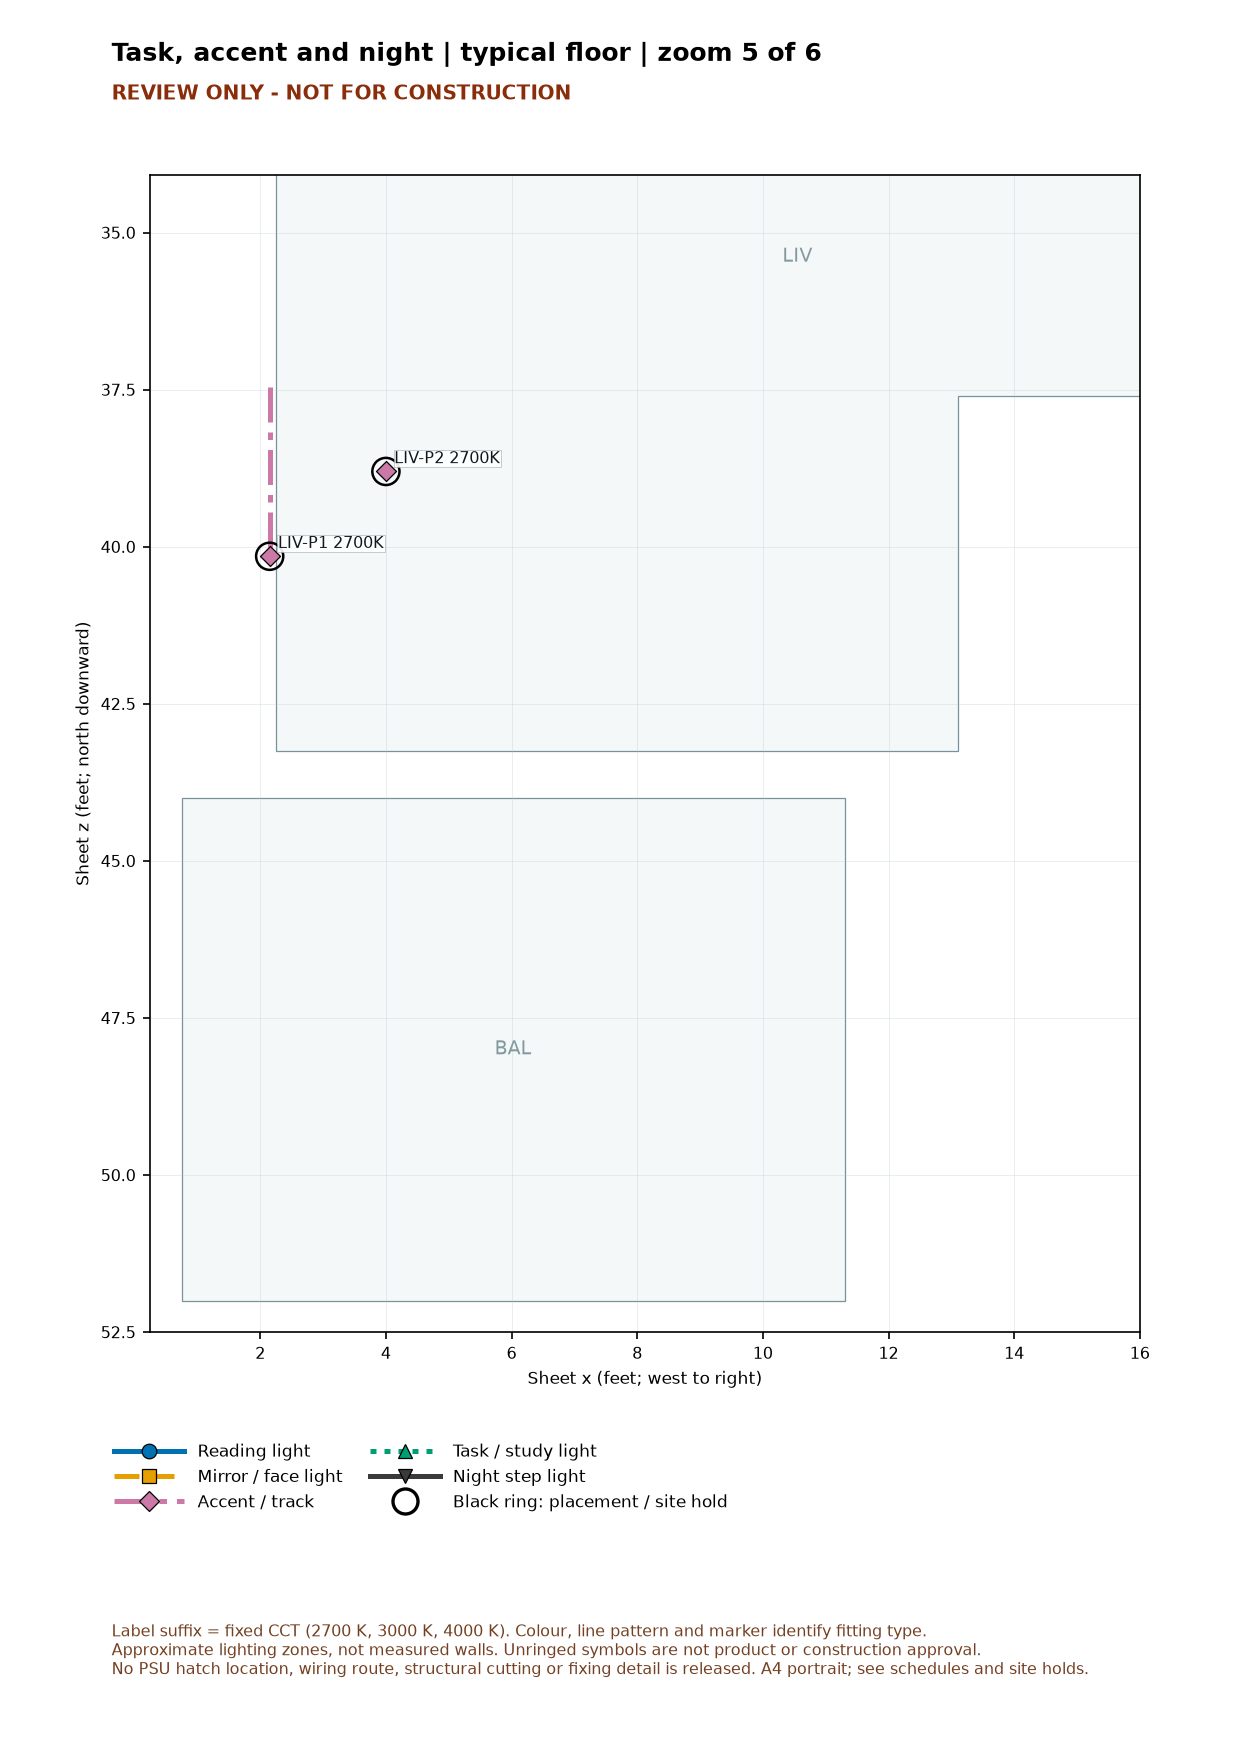 Task, accent and night | typical floor | zoom 5 of 6
REVIEW ONLY - NOT FOR CONSTRUCTION
35.0
LIV
37.5
LIV-P2 2700K
LIV-P1 2700K
40.0
42.5
Sheet z (feet; north downward)
45.0
47.5
BAL
50.0
52.5
2 4 6 8 10 12 14 16
Sheet x (feet; west to right)
Reading light
Mirror / face light
Accent / track
Task / study light
Night step light
Black ring: placement / site hold
Label suffix = fixed CCT (2700 K, 3000 K, 4000 K). Colour, line pattern and marker identify fitting type.
Approximate lighting zones, not measured walls. Unringed symbols are not product or construction approval.
No PSU hatch location, wiring route, structural cutting or fixing detail is released. A4 portrait; see schedules and site holds.